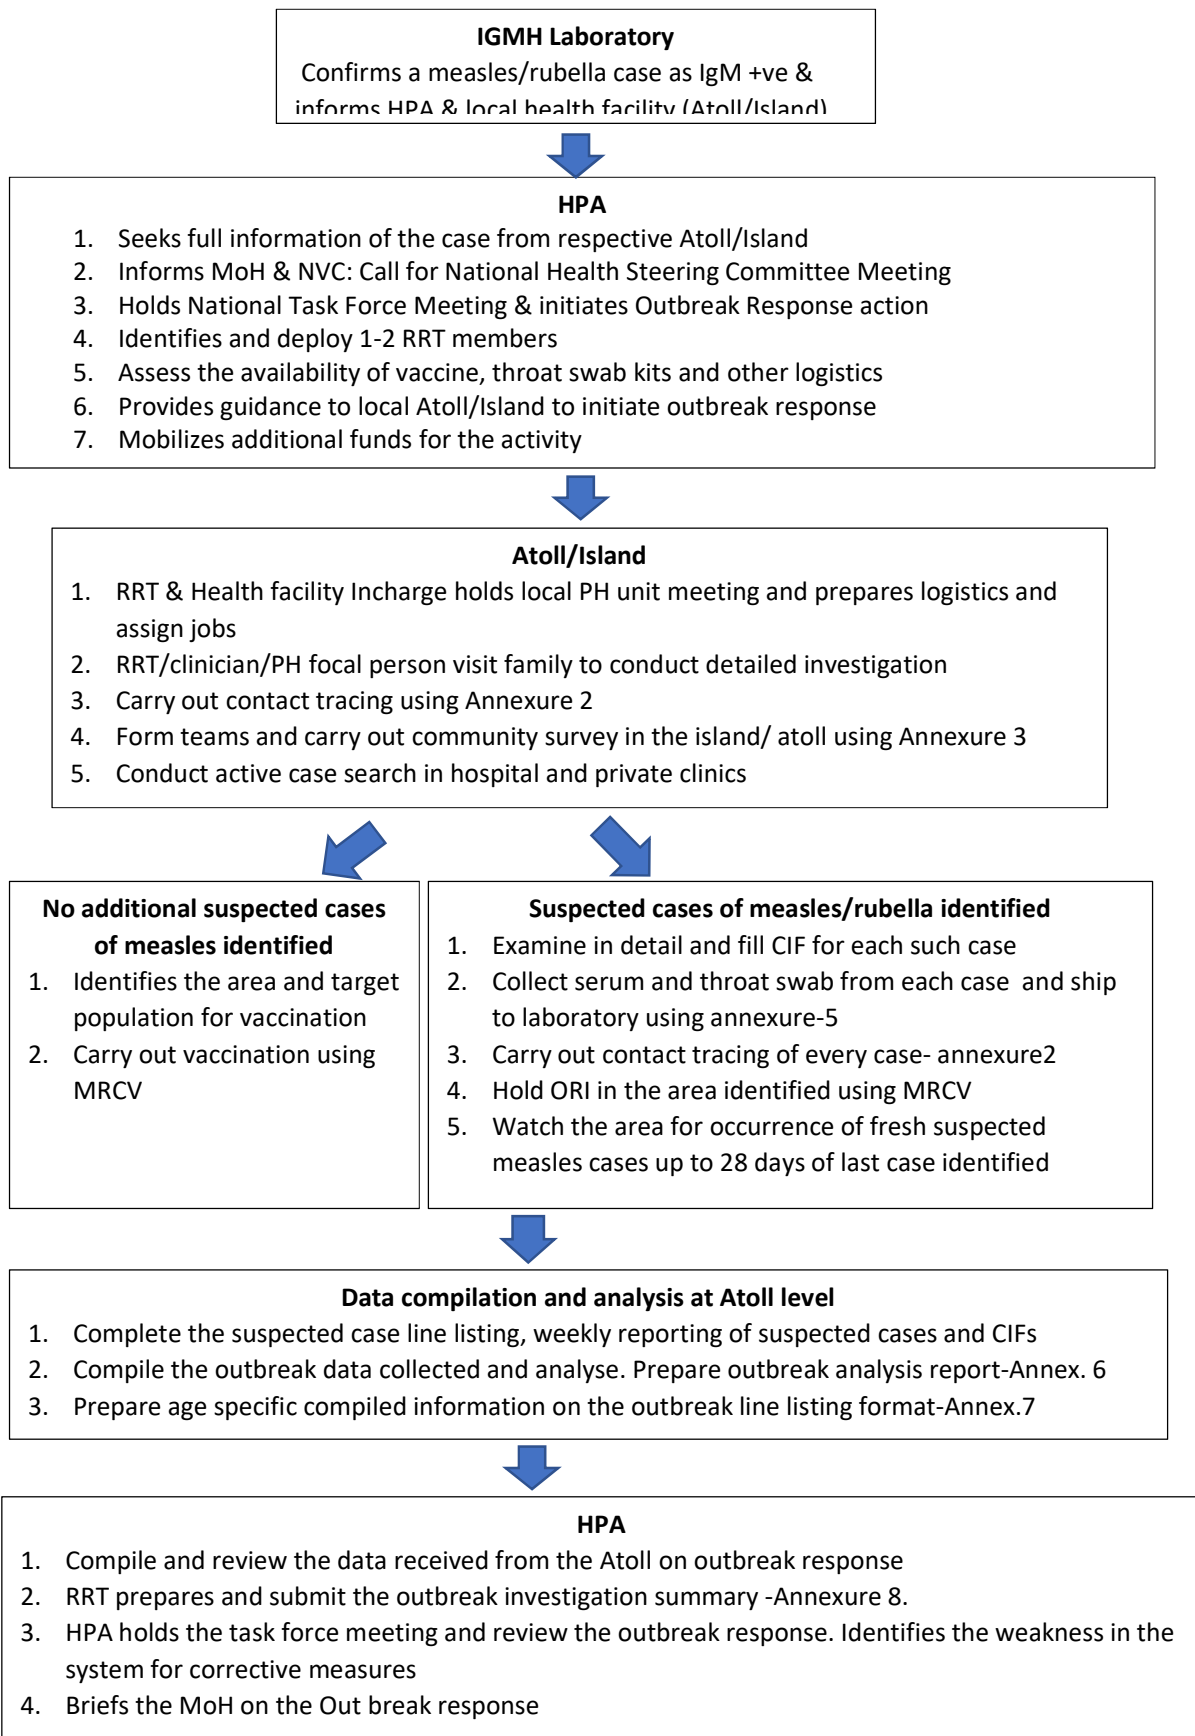 IGMH Laboratory
Confirms a measles/rubella case as IgM +ve &
informs HPA & local health facility (Atoll/Island)
HPA
1. Seeks full information of the case from respective Atoll/Island
2. Informs MoH & NVC: Call for National Health Steering Committee Meeting
3. Holds National Task Force Meeting & initiates Outbreak Response action
4. Identifies and deploy 1-2 RRT members
5. Assess the availability of vaccine, throat swab kits and other logistics
6. Provides guidance to local Atoll/Island to initiate outbreak response
7. Mobilizes additional funds for the activity
Atoll/Island
1. RRT & Health facility Incharge holds local PH unit meeting and prepares logistics and
assign jobs
2. RRT/clinician/PH focal person visit family to conduct detailed investigation
3. Carry out contact tracing using Annexure 2
4. Form teams and carry out community survey in the island/ atoll using Annexure 3
5. Conduct active case search in hospital and private clinics
No additional suspected cases
of measles identified
1. Identifies the area and target
population for vaccination
2. Carry out vaccination using
MRCV
Suspected cases of measles/rubella identified
1. Examine in detail and fill CIF for each such case
2. Collect serum and throat swab from each case and ship
to laboratory using annexure-5
3. Carry out contact tracing of every case- annexure2
4. Hold ORI in the area identified using MRCV
5. Watch the area for occurrence of fresh suspected
measles cases up to 28 days of last case identified
Data compilation and analysis at Atoll level
1. Complete the suspected case line listing, weekly reporting of suspected cases and CIFs
2. Compile the outbreak data collected and analyse. Prepare outbreak analysis report-Annex. 6
3. Prepare age specific compiled information on the outbreak line listing format-Annex.7
HPA
1. Compile and review the data received from the Atoll on outbreak response
2. RRT prepares and submit the outbreak investigation summary -Annexure 8.
3. HPA holds the task force meeting and review the outbreak response. Identifies the weakness in the
system for corrective measures
4. Briefs the MoH on the Out break response